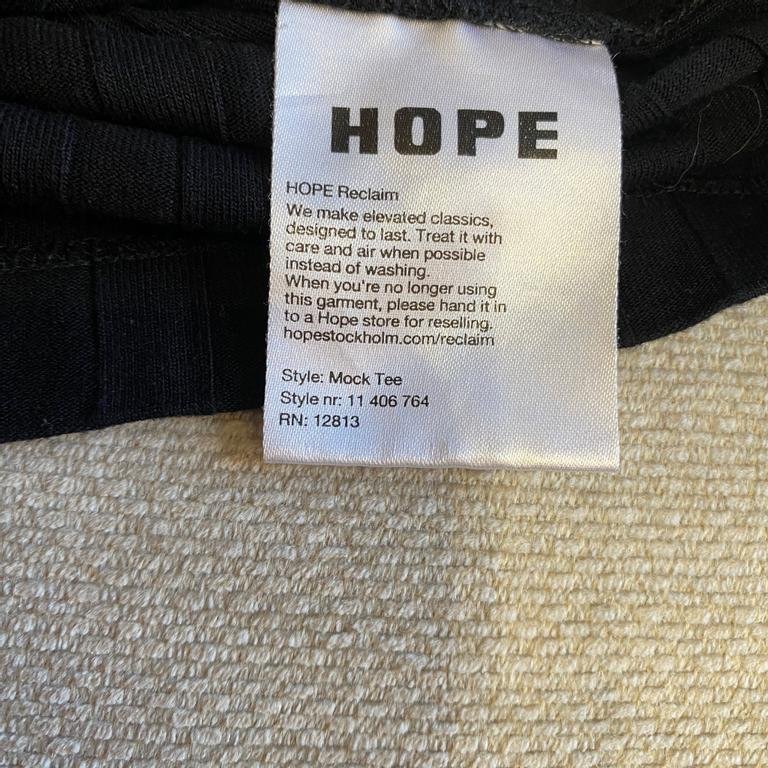 HOPE
HOPE Reclaim
We make elevated classics,
designed to last. Treat it with
care and air when possible
instead of washing.
When you're no longer using
this garment, please hand it in
to a Hope store for reselling.
hopestockholm.com/reclaim
Style: Mock Tee
Style nr: 11 406 764
RN: 12813